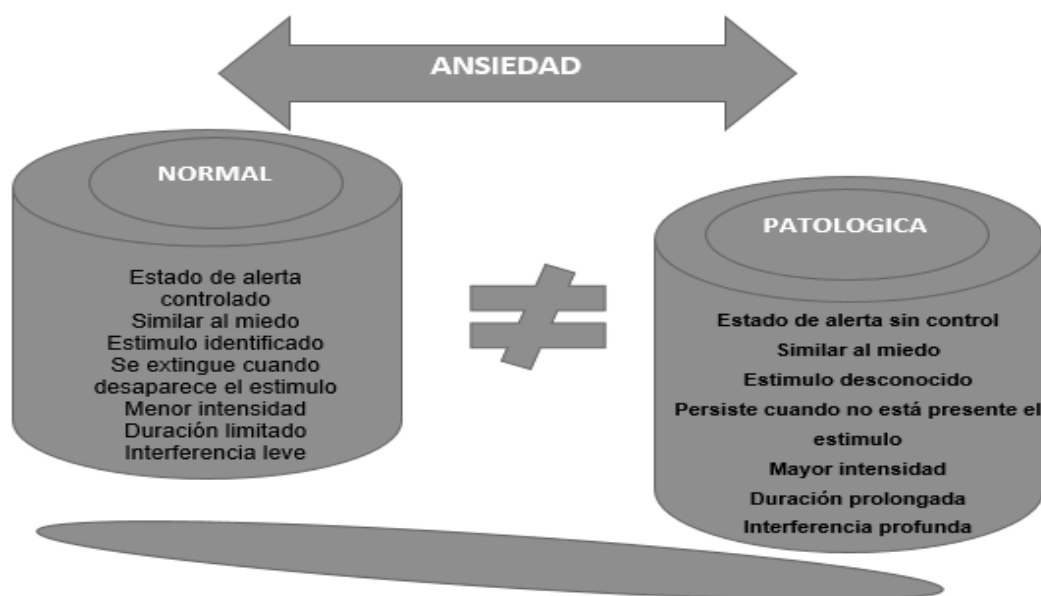 ANSIEDAD
NORMAL
Estado de alerta
controlado
Similar al miedo
Estimulo identificado
Se extingue cuando
desaparece el estimulo
Menor intensidad
Duración limitado
Interferencia leve
PATOLOGICA
Estado de alerta sin control
Similar al miedo
Estimulo desconocido
Persiste cuando no está presente el
estimulo
Mayor intensidad
Duración prolongada
Interferencia profunda